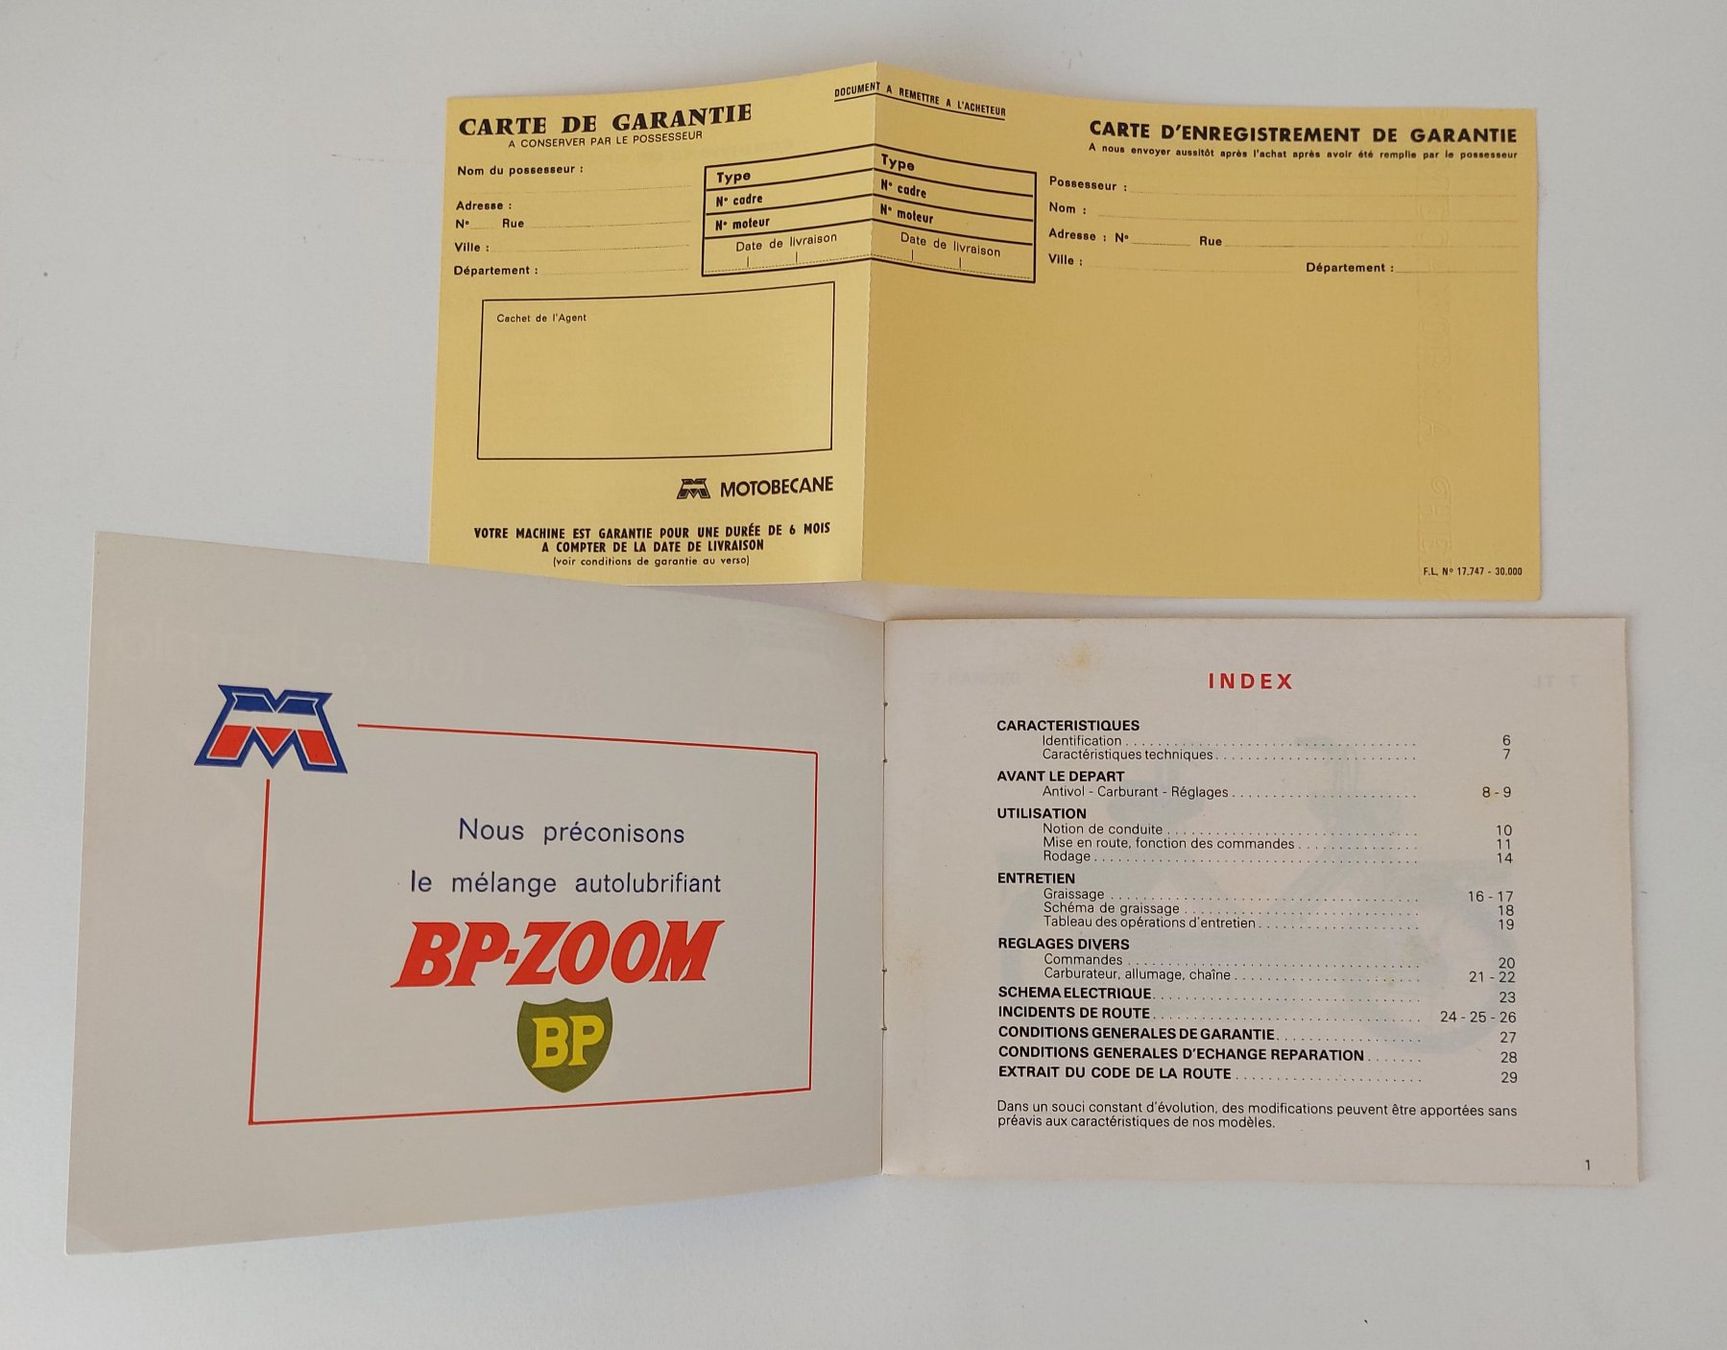 DOCUMENT A REMETTRE A L'ACHETEUR
CARTE DE GARANTIE
A CONSERVER PAR LE POSSESSEUR
Nom du possesseur :
Adresse :
N° Rue
Ville :
Département :
Type
N° cadre
N° moteur
Date de livraison
Cachet de l'Agent
MOTOBECANE
VOTRE MACHINE EST GARANTIE POUR UNE DURÉE DE 6 MOIS
A COMPTER DE LA DATE DE LIVRAISON
(voir conditions de garantie au verso)
Type
N° cadre
N° moteur
Date de livraison
CARTE D'ENREGISTREMENT DE GARANTIE
A nous envoyer aussitôt après l'achat après avoir été remplie par le possesseur
Possesseur :
Nom :
Adresse : N° Rue
Ville : Département :
F.L. N° 17.747 - 30.000
M
Nous préconisons
le mélange autolubrifiant
BP-ZOOM
BP
INDEX
CARACTERISTIQUES
Identification 6
Caractéristiques techniques 7
AVANT LE DEPART
Antivol - Carburant - Réglages 8 - 9
UTILISATION
Notion de conduite 10
Mise en route, fonction des commandes 11
Rodage 14
ENTRETIEN
Graissage 16 - 17
Schéma de graissage 18
Tableau des opérations d'entretien 19
REGLAGES DIVERS
Commandes 20
Carburateur, allumage, chaîne 21 - 22
SCHEMA ELECTRIQUE 23
INCIDENTS DE ROUTE 24 - 25 - 26
CONDITIONS GENERALES DE GARANTIE 27
CONDITIONS GENERALES D'ECHANGE REPARATION 28
EXTRAIT DU CODE DE LA ROUTE 29
Dans un souci constant d'évolution, des modifications peuvent être apportées sans
préavis aux caractéristiques de nos modèles.
1